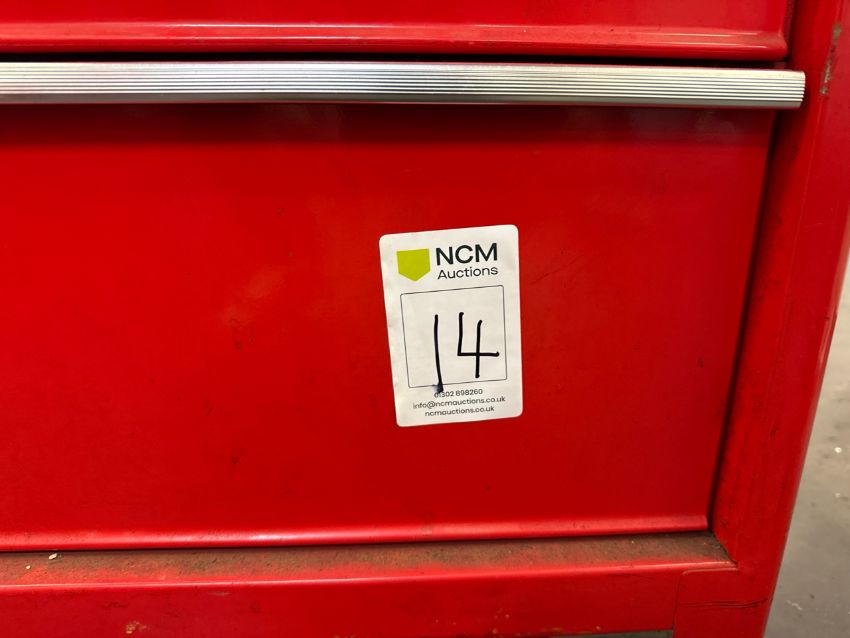 NCM
Auctions
14
01302 898260
info@ncmauctions.co.uk
ncmauctions.co.uk